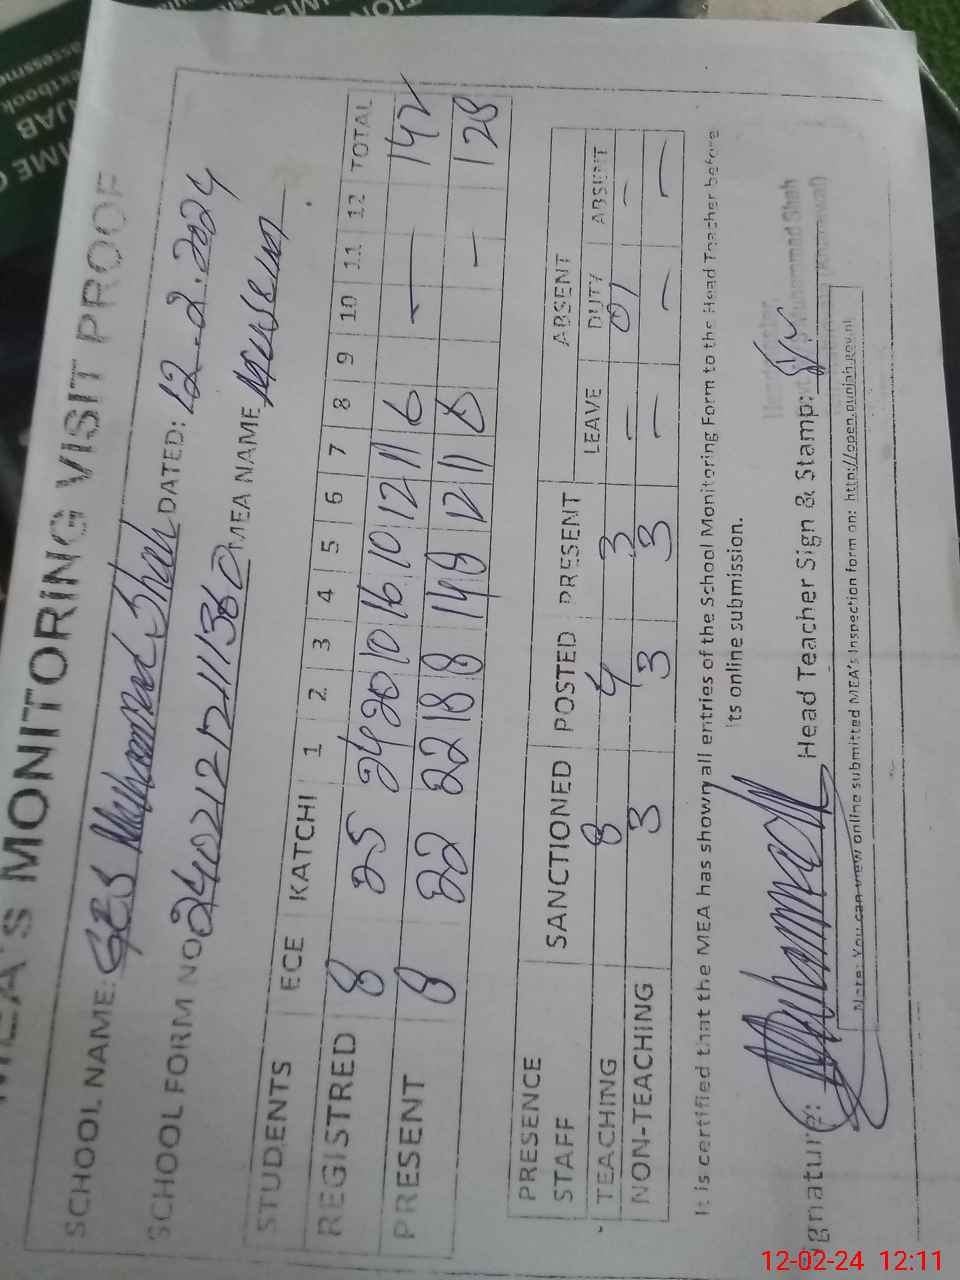 MEA's MONITORING VISIT PROOF
SCHOOL NAME: GES Muhammad Shah DATED: 12-2-2024
SCHOOL FORM NO MEA NAME
STUDENTS ECE KATCHI 1 2 3 4 5 6 7 8 9 10 11 12 TOTAL
REGISTRED 8 25 24 20 10 16 10 12 11 6 — 142
PRESENT 8 22 22 18 8 14 8 12 11 6 — 128
PRESENCE ABSENT
STAFF SANCTIONED POSTED PRESENT LEAVE DUTY ABSENT
TEACHING 8 4 3 — 01 —
NON-TEACHING 3 3 3 — — —
It is certified that the MEA has shown all entries of the School Monitoring Form to the Head Teacher before
its online submission.
Signature: Head Teacher Sign & Stamp:
Note: You can view online submitted MEA's Inspection form on: http://open.punjab.gov.pk
12-02-24 12:11